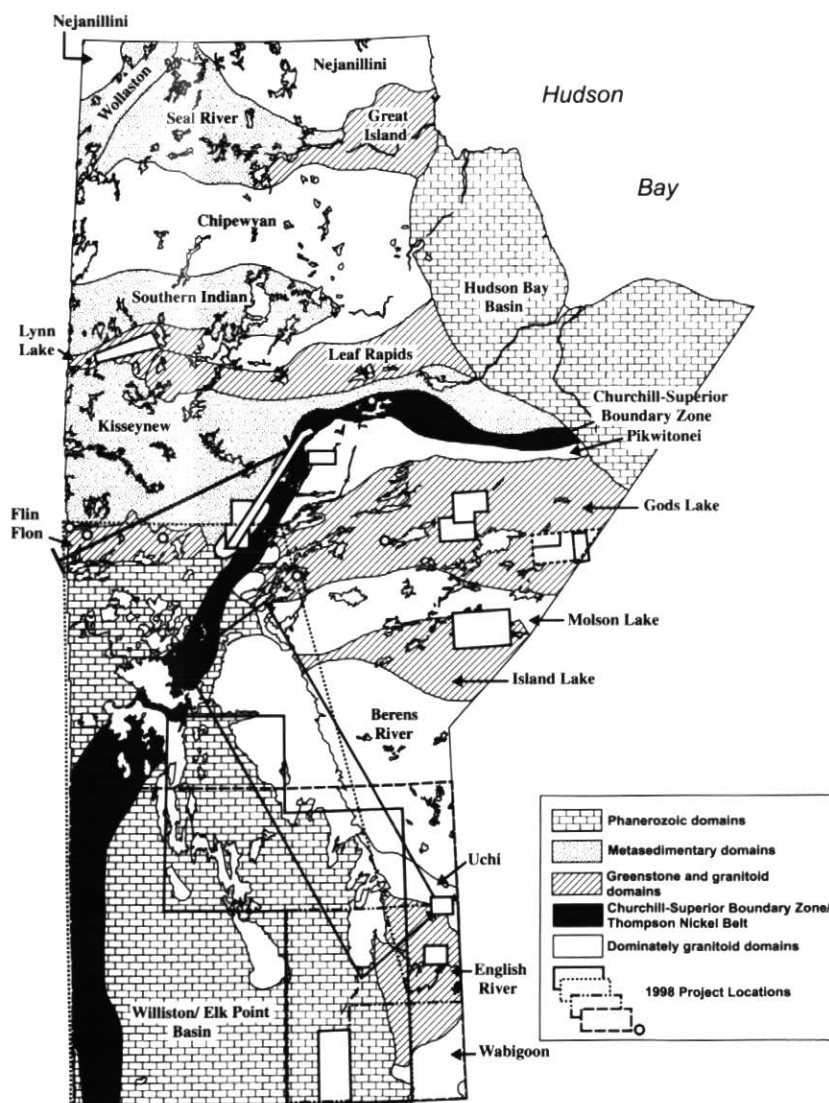 Nejanillini
Nejanillini
Hudson
Wollaston
Great
Island
Seal River
Bay
Chipewyan
Southern Indian
Hudson Bay
Basin
Lynn
Lake
Leaf Rapids
Churchill-Superior
Boundary Zone
Kisseynew
Pikwitonei
Gods Lake
Flin
Flon
Molson Lake
Island Lake
Berens
River
Phanerozoic domains
Metasedimentary domains
Uchi
Greenstone and granitoid
domains
Churchill-Superior Boundary Zone/
Thompson Nickel Belt
Dominately granitoid domains
English
River
1998 Project Locations
Williston/ Elk Point
Basin
Wabigoon